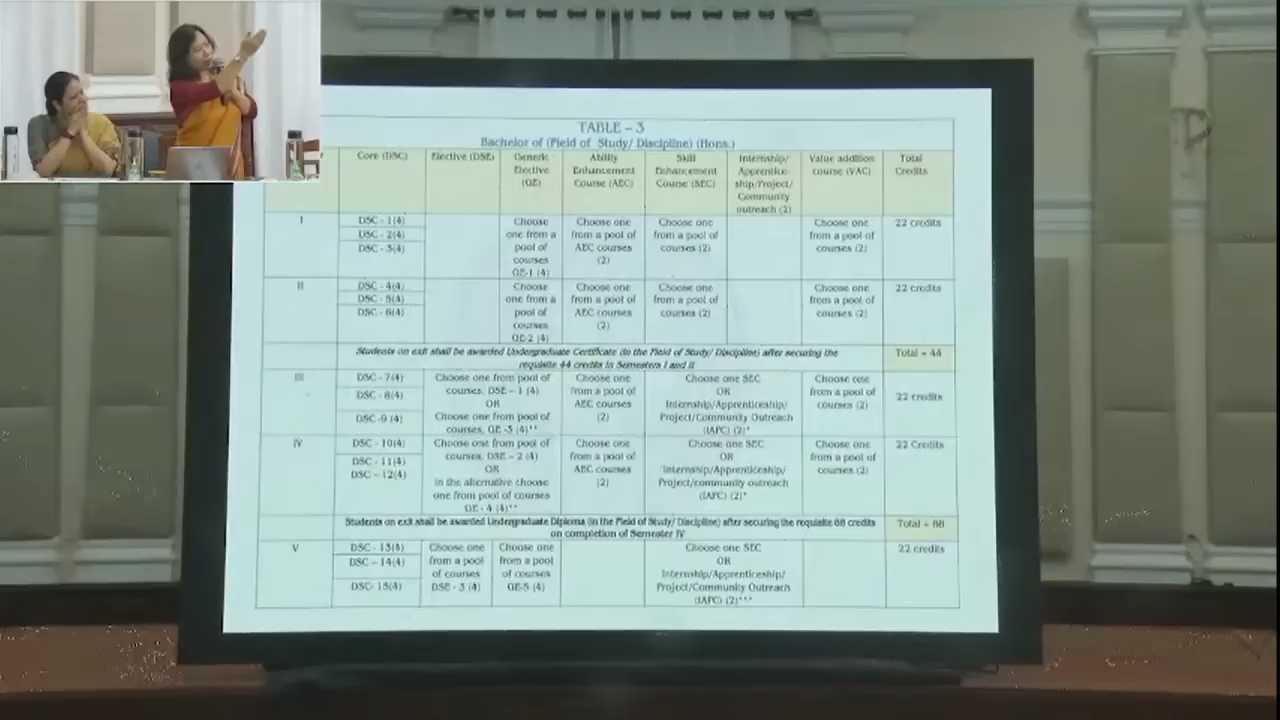 TABLE – 3
Bachelor of (Field of Study/ Discipline) (Hons.)
Core (DSC)
Elective (DSE)
Generic
Elective
(GE)
Ability
Enhancement
Course (AEC)
Skill
Enhancement
Course (SEC)
Internship/
Apprentice-
ship/Project/
Community
outreach (2)
Value addition
course (VAC)
Total
Credits
I
DSC - 1(4)
DSC - 2(4)
DSC - 3(4)
Choose
one from a
pool of
courses
GE-1 (4)
Choose one
from a pool of
AEC courses
(2)
Choose one
from a pool of
courses (2)
Choose one
from a pool of
courses (2)
22 credits
II
DSC - 4(4)
DSC - 5(4)
DSC - 6(4)
Choose
one from a
pool of
courses
GE-2 (4)
Choose one
from a pool of
AEC courses
(2)
Choose one
from a pool of
courses (2)
Choose one
from a pool of
courses (2)
22 credits
Students on exit shall be awarded Undergraduate Certificate (in the Field of Study/ Discipline) after securing the
requisite 44 credits in Semesters I and II
Total = 44
III
DSC - 7(4)
DSC - 8(4)
DSC -9 (4)
Choose one from pool of
courses, DSE – 1 (4)
OR
Choose one from pool of
courses, GE -3 (4)**
Choose one
from a pool of
AEC courses
(2)
Choose one SEC
OR
Internship/Apprenticeship/
Project/Community Outreach
(IAPC) (2)*
Choose one
from a pool of
courses (2)
22 credits
IV
DSC - 10(4)
DSC - 11(4)
DSC – 12(4)
Choose one from pool of
courses, DSE – 2 (4)
OR
in the alternative choose
one from pool of courses
GE - 4 (4)**
Choose one
from a pool of
AEC courses
(2)
Choose one SEC
OR
Internship/Apprenticeship/
Project/community outreach
(IAPC) (2)*
Choose one
from a pool of
courses (2)
22 Credits
Students on exit shall be awarded Undergraduate Diploma (in the Field of Study/ Discipline) after securing the requisite 88 credits
on completion of Semester IV
Total = 88
V
DSC - 13(4)
DSC – 14(4)
DSC- 15(4)
Choose one
from a pool
of courses
DSE - 3 (4)
Choose one
from a pool
of courses
GE-5 (4)
Choose one SEC
OR
Internship/Apprenticeship/
Project/Community Outreach
(IAPC) (2)***
22 credits